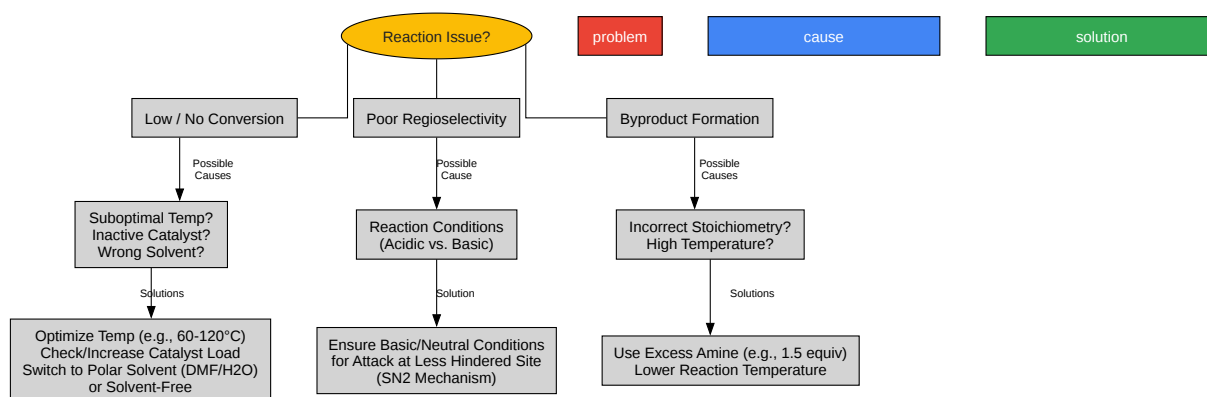 Reaction Issue?
problem
cause
solution
Low / No Conversion
Poor Regioselectivity
Byproduct Formation
Possible
Causes
Possible
Cause
Possible
Causes
Suboptimal Temp?
Inactive Catalyst?
Wrong Solvent?
Reaction Conditions
(Acidic vs. Basic)
Incorrect Stoichiometry?
High Temperature?
Solutions
Solution
Solutions
Optimize Temp (e.g., 60-120°C)
Check/Increase Catalyst Load
Switch to Polar Solvent (DMF/H2O)
or Solvent-Free
Ensure Basic/Neutral Conditions
for Attack at Less Hindered Site
(SN2 Mechanism)
Use Excess Amine (e.g., 1.5 equiv)
Lower Reaction Temperature